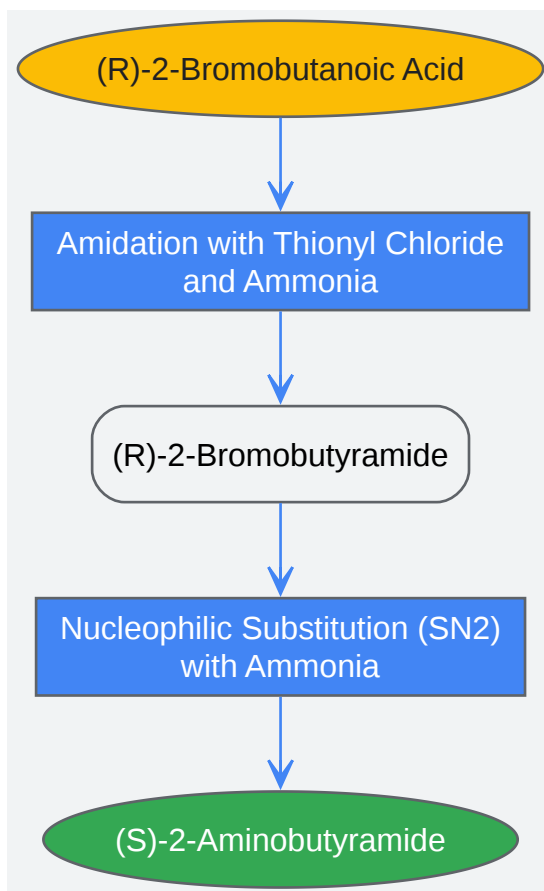 (R)-2-Bromobutanoic Acid
Amidation with Thionyl Chloride
and Ammonia
(R)-2-Bromobutyramide
Nucleophilic Substitution (SN2)
with Ammonia
(S)-2-Aminobutyramide